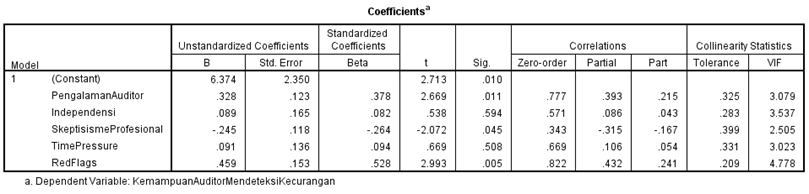 Coefficientsa
Unstandardized Coefficients Standardized Coefficients Correlations Collinearity Statistics
Model B Std. Error Beta t Sig. Zero-order Partial Part Tolerance VIF
1 (Constant) 6.374 2.350 2.713 .010
PengalamanAuditor .328 .123 .378 2.669 .011 .777 .393 .215 .325 3.079
Independensi .089 .165 .082 .538 .594 .571 .086 .043 .283 3.537
SkeptisismeProfesional -.245 .118 -.264 -2.072 .045 .343 -.315 -.167 .399 2.505
TimePressure .091 .136 .094 .669 .508 .669 .106 .054 .331 3.023
RedFlags .459 .153 .528 2.993 .005 .822 .432 .241 .209 4.778
a. Dependent Variable: KemampuanAuditorMendeteksiKecurangan